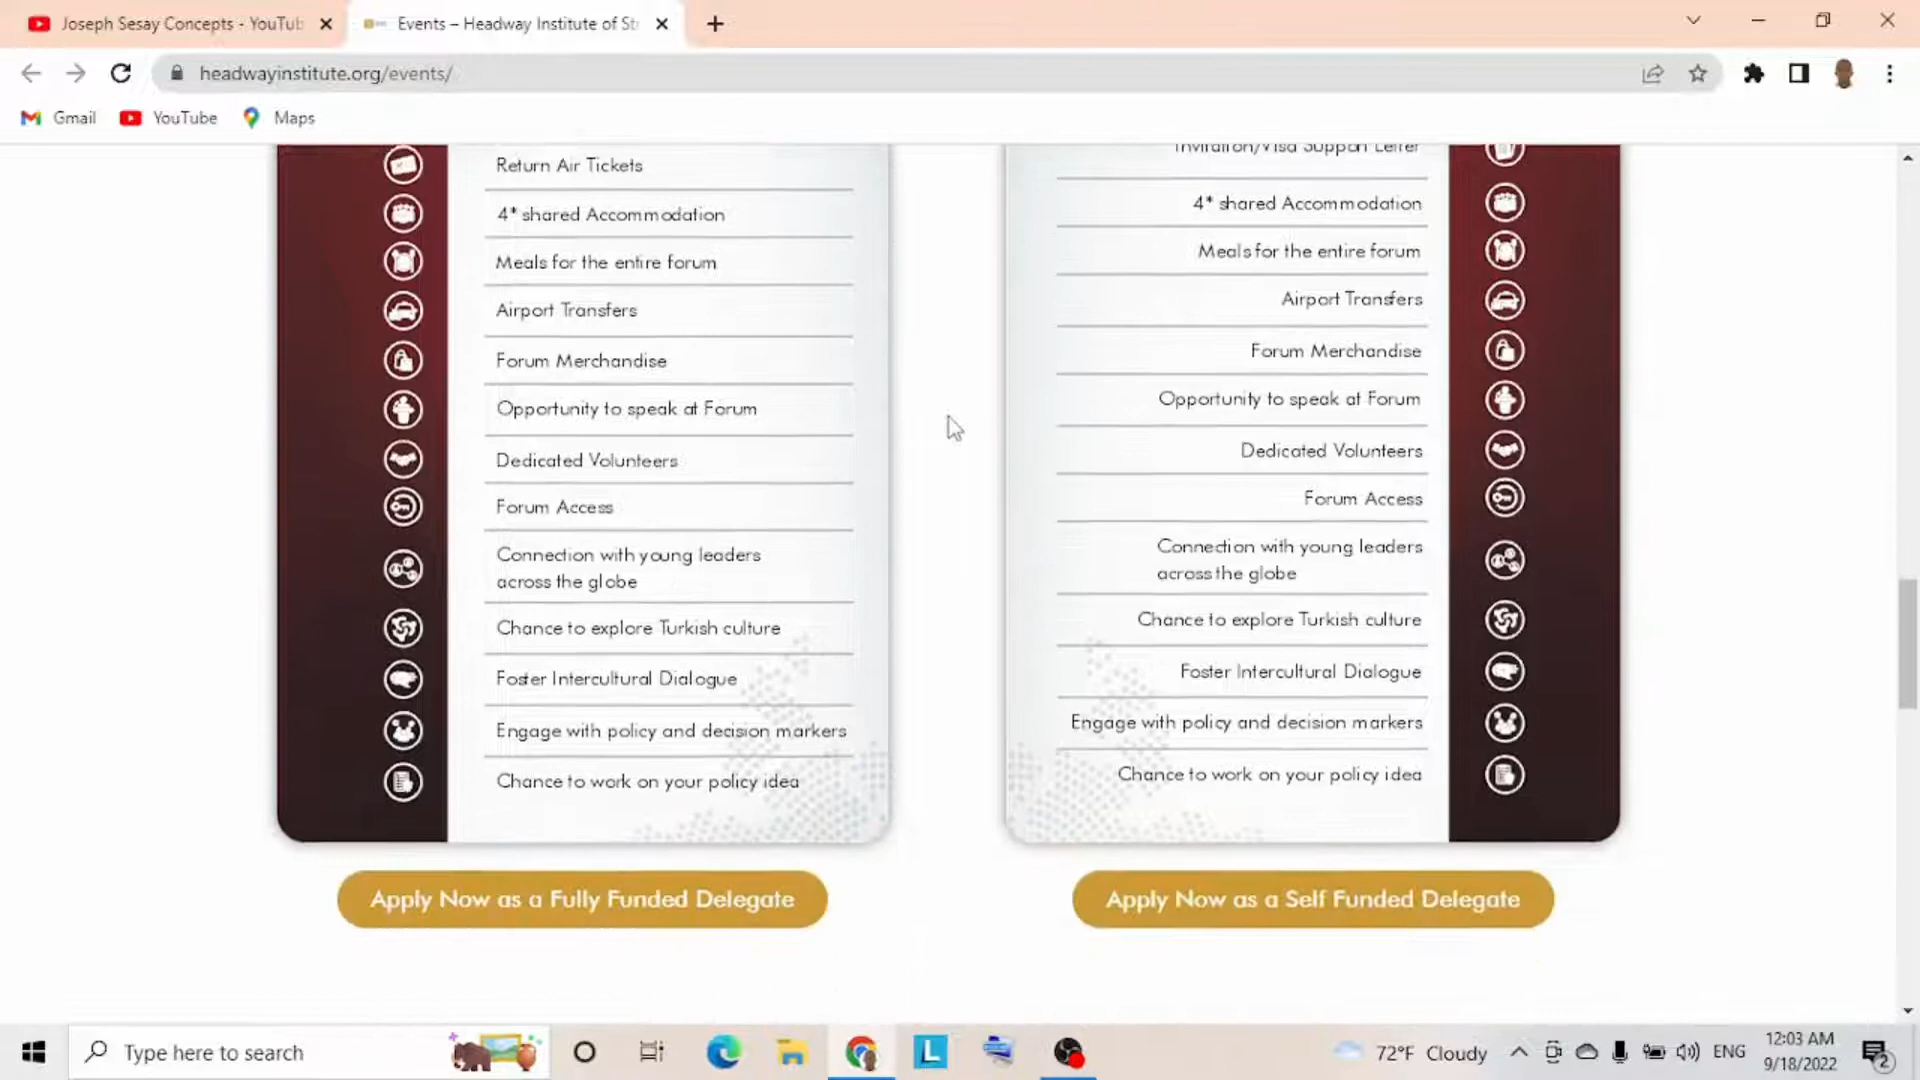 Joseph Sesay Concepts - YouTub
Events – Headway Institute of St
headwayinstitute.org/events/
Gmail
YouTube
Maps
Return Air Tickets
4* shared Accommodation
Meals for the entire forum
Airport Transfers
Forum Merchandise
Opportunity to speak at Forum
Dedicated Volunteers
Forum Access
Connection with young leaders
across the globe
Chance to explore Turkish culture
Foster Intercultural Dialogue
Engage with policy and decision markers
Chance to work on your policy idea
Apply Now as a Fully Funded Delegate
Invitation/Visa Support Letter
4* shared Accommodation
Meals for the entire forum
Airport Transfers
Forum Merchandise
Opportunity to speak at Forum
Dedicated Volunteers
Forum Access
Connection with young leaders
across the globe
Chance to explore Turkish culture
Foster Intercultural Dialogue
Engage with policy and decision markers
Chance to work on your policy idea
Apply Now as a Self Funded Delegate
Type here to search
L
72°F Cloudy
ENG
12:03 AM
9/18/2022
2